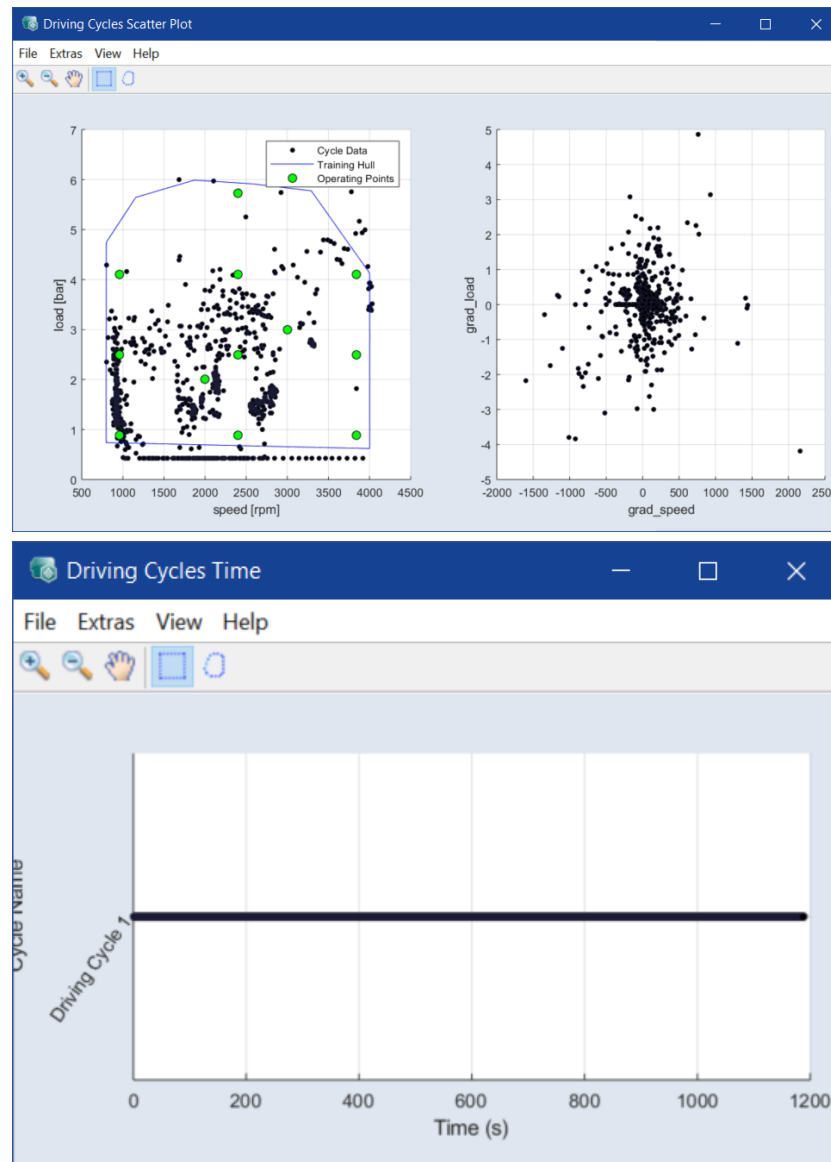 Driving Cycles Scatter Plot
File Extras View Help
7
6
5
4
3
2
1
0
load [bar]
500 1000 1500 2000 2500 3000 3500 4000 4500
speed [rpm]
Cycle Data
Training Hull
Operating Points
5
4
3
2
1
0
-1
-2
-3
-4
-5
grad_load
-2000 -1500 -1000 -500 0 500 1000 1500 2000 250
grad_speed
Driving Cycles Time
File Extras View Help
Cycle Name
Driving Cycle 1
0 200 400 600 800 1000 1200
Time (s)